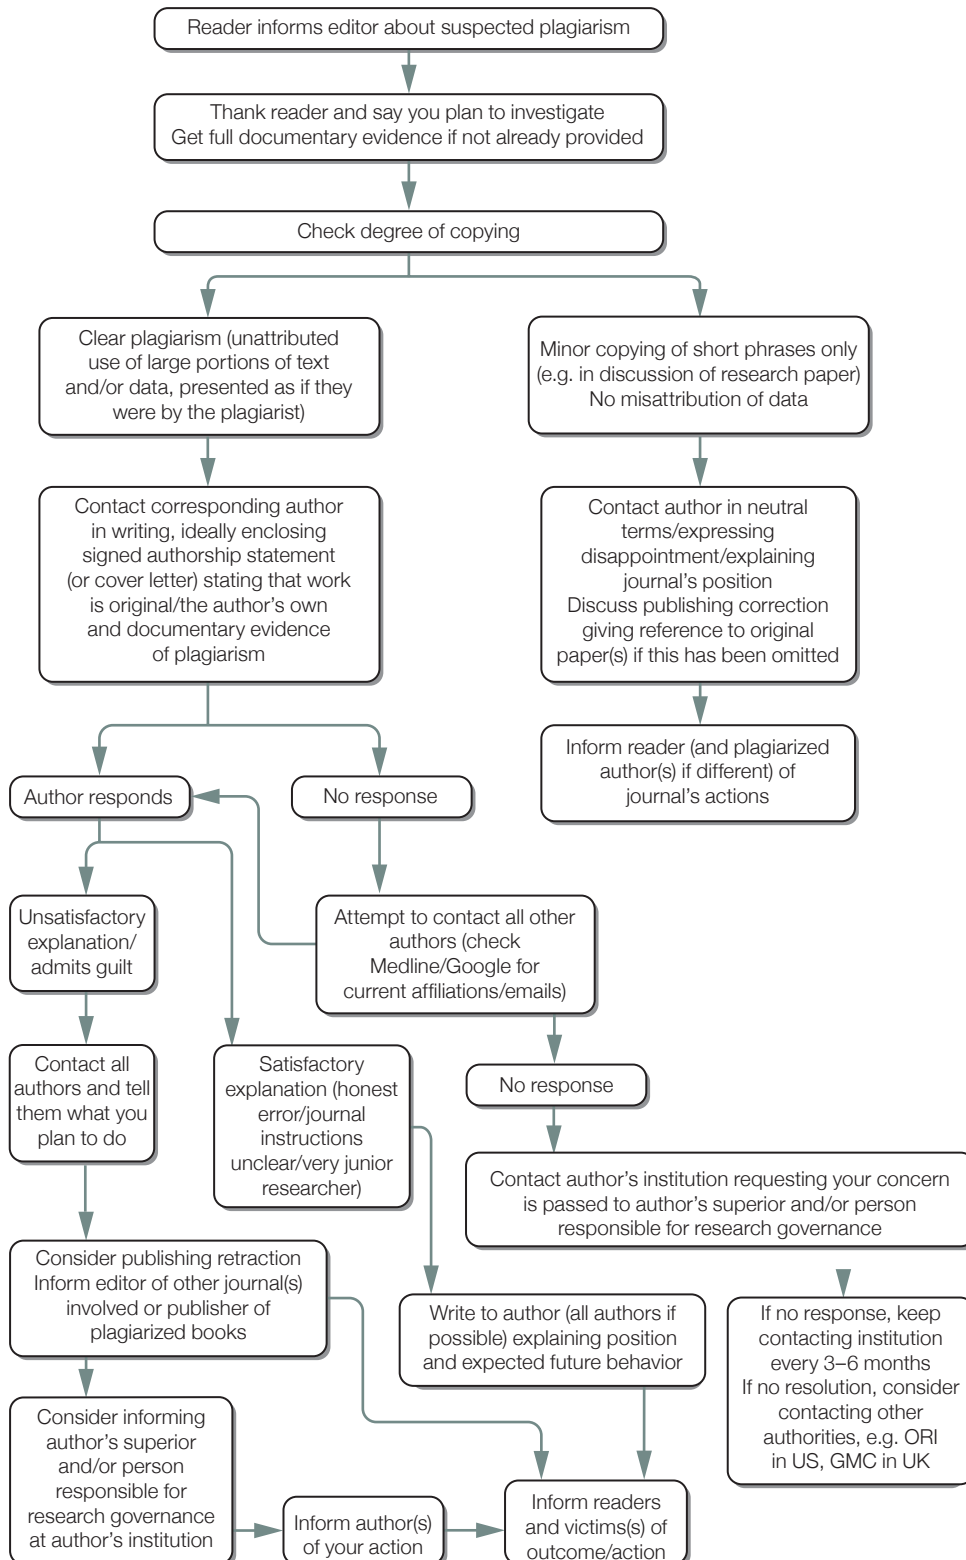 Reader informs editor about suspected plagiarism
Thank reader and say you plan to investigate
Get full documentary evidence if not already provided
Check degree of copying
Clear plagiarism (unattributed
use of large portions of text
and/or data, presented as if they
were by the plagiarist)
Minor copying of short phrases only
(e.g. in discussion of research paper)
No misattribution of data
Contact corresponding author
in writing, ideally enclosing
signed authorship statement
(or cover letter) stating that work
is original/the author's own
and documentary evidence
of plagiarism
Contact author in neutral
terms/expressing
disappointment/explaining
journal's position
Discuss publishing correction
giving reference to original
paper(s) if this has been omitted
Inform reader (and plagiarized
author(s) if different) of
journal's actions
Author responds
No response
Unsatisfactory
explanation/
admits guilt
Attempt to contact all other
authors (check
Medline/Google for
current affiliations/emails)
Contact all
authors and tell
them what you
plan to do
Satisfactory
explanation (honest
error/journal
instructions
unclear/very junior
researcher)
No response
Contact author's institution requesting your concern
is passed to author's superior and/or person
responsible for research governance
Consider publishing retraction
Inform editor of other journal(s)
involved or publisher of
plagiarized books
Write to author (all authors if
possible) explaining position
and expected future behavior
If no response, keep
contacting institution
every 3–6 months
If no resolution, consider
contacting other
authorities, e.g. ORI
in US, GMC in UK
Consider informing
author's superior
and/or person
responsible for
research governance
at author's institution
Inform author(s)
of your action
Inform readers
and victims(s) of
outcome/action